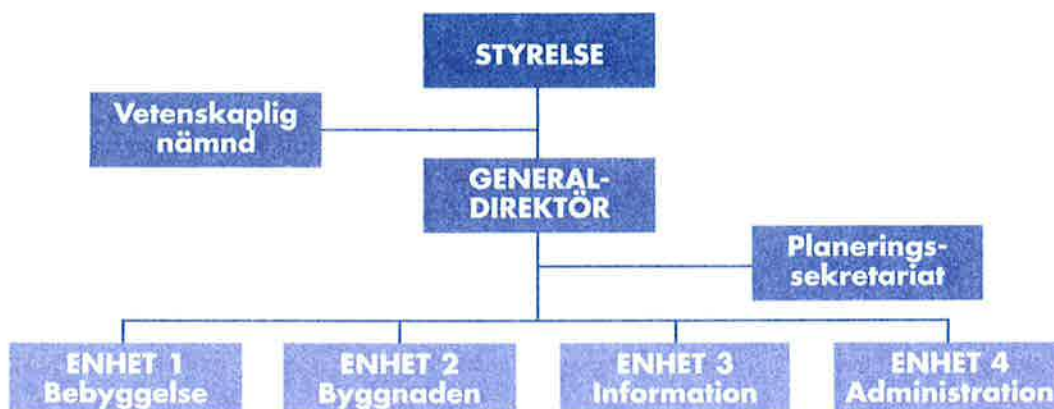 STYRELSE
Vetenskaplig
nämnd
GENERAL-
DIREKTÖR
Planerings-
sekretariat
ENHET 1
Bebyggelse
ENHET 2
Byggnaden
ENHET 3
Information
ENHET 4
Administration